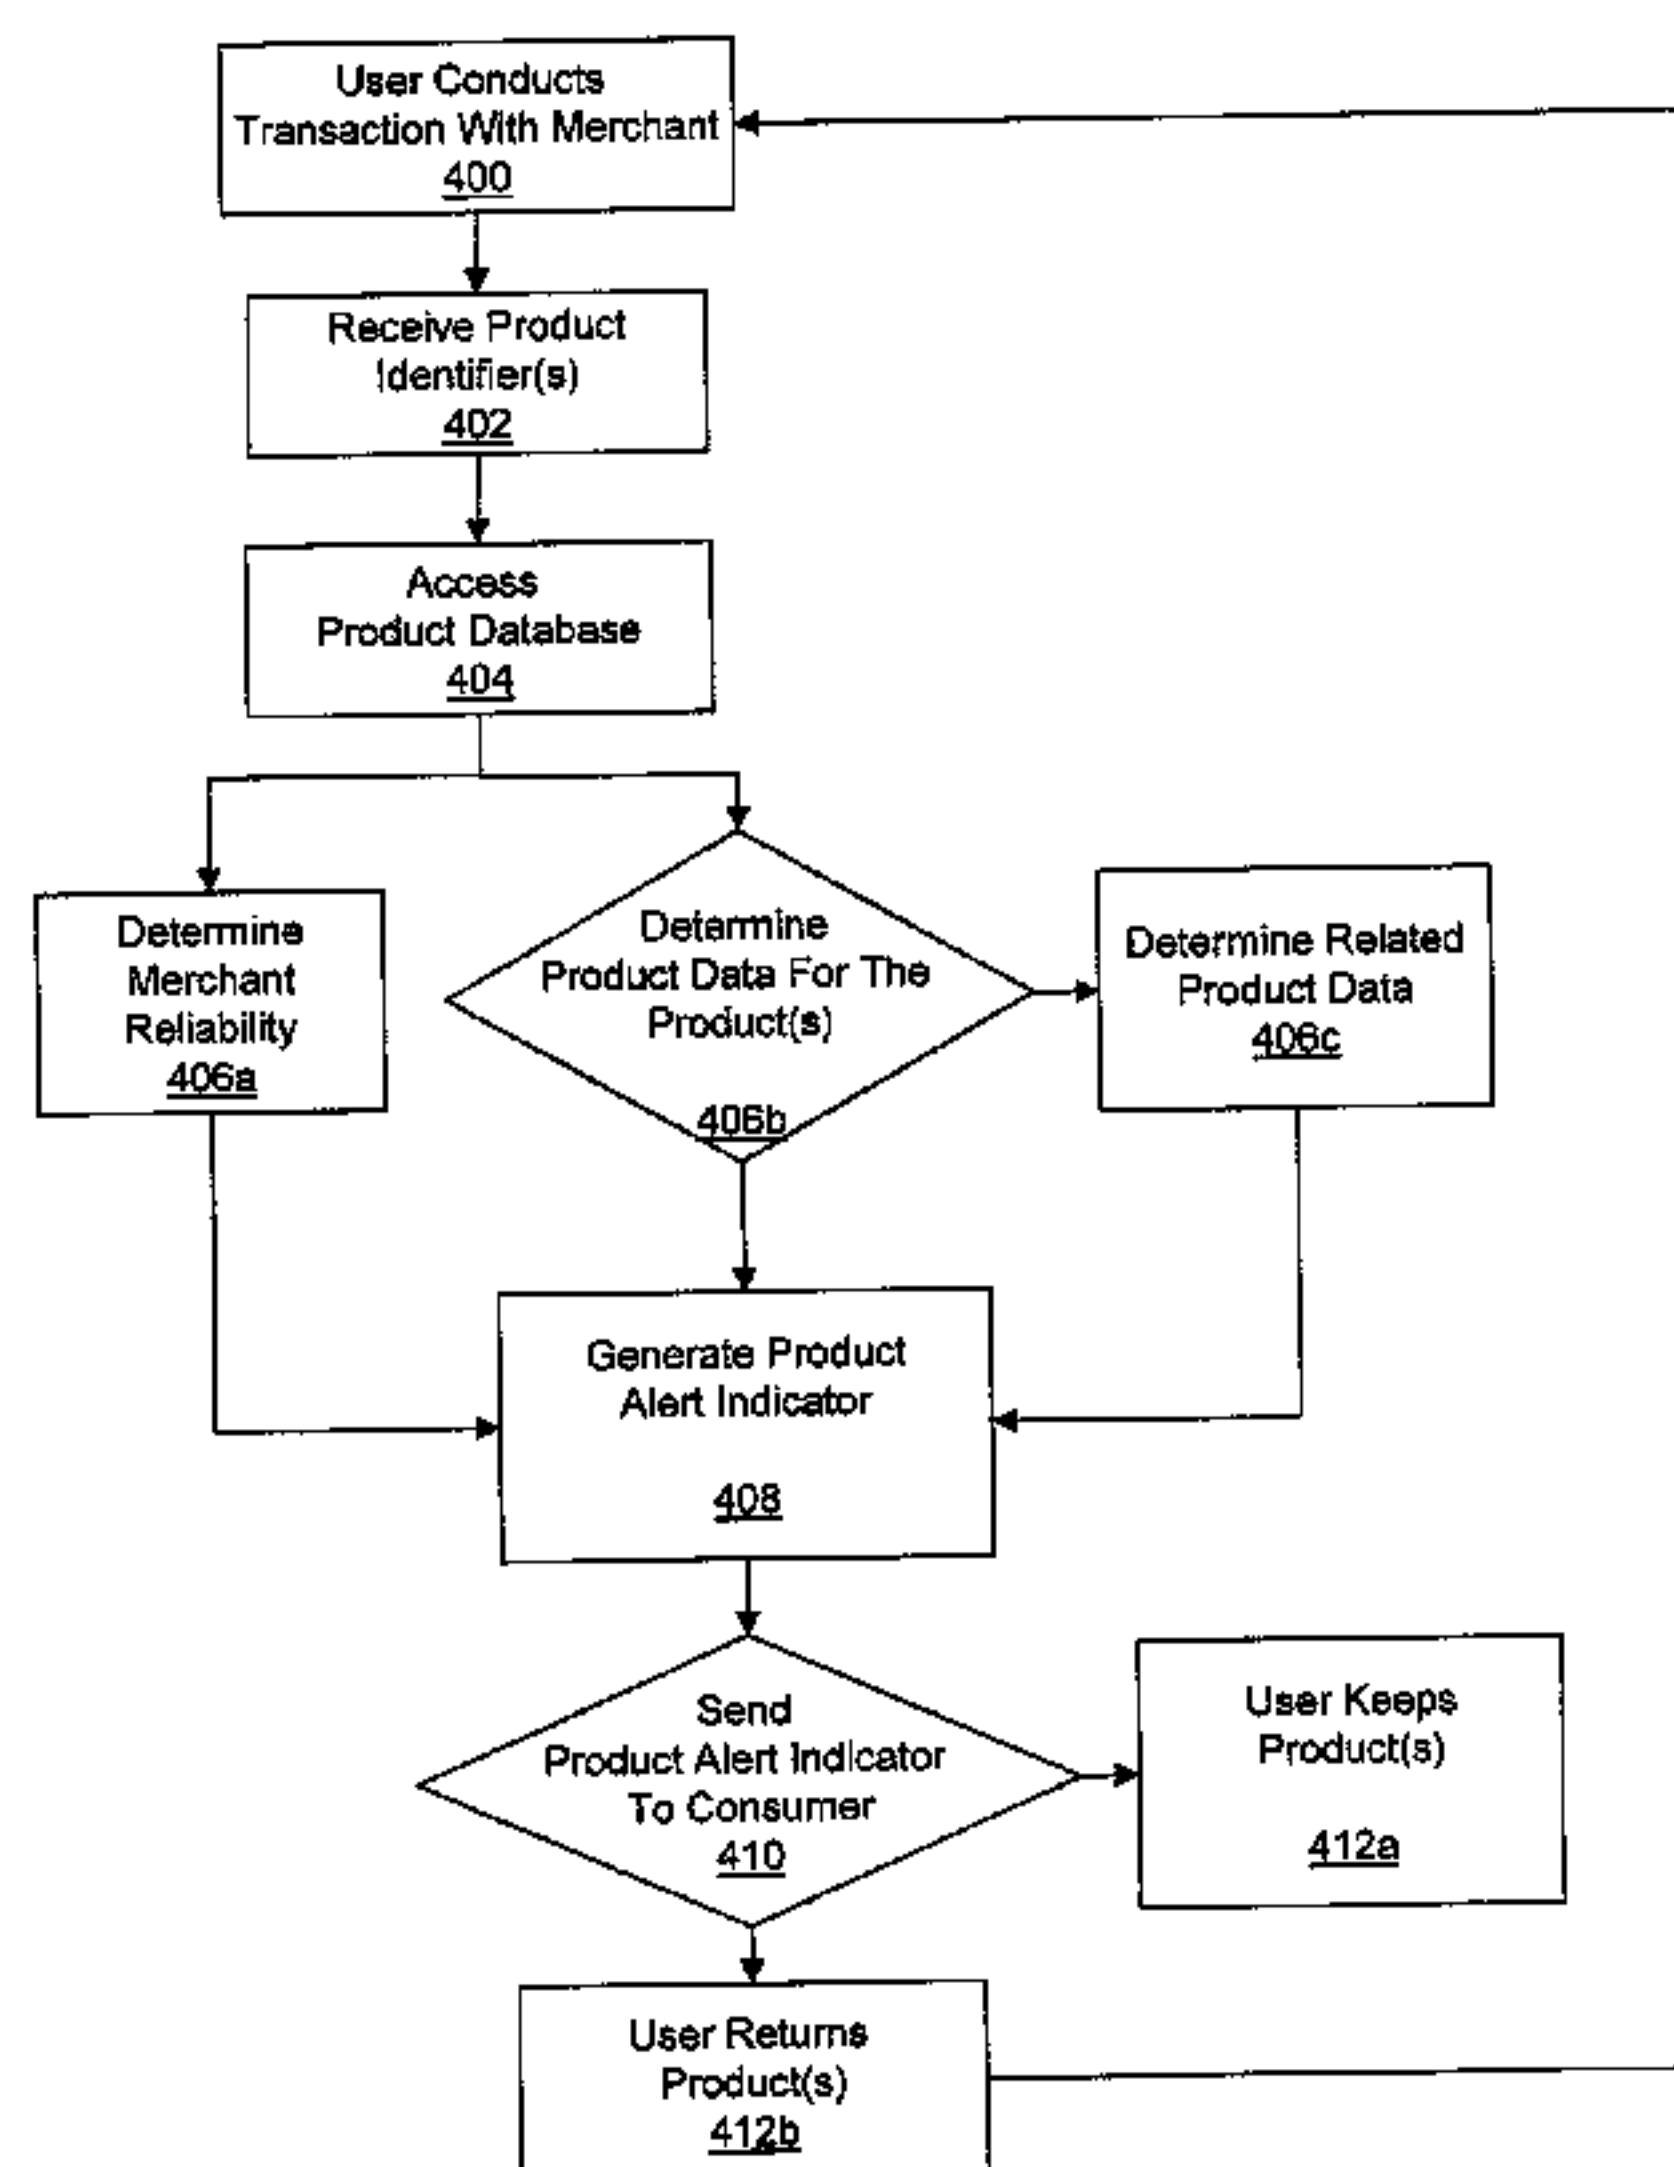 User Conducts
Transaction With Merchant
400
Receive Product
Identifier(s)
402
Access
Product Database
404
Determine
Merchant
Reliability
406a
Determine
Product Data For The
Product(s)
406b
Determine Related
Product Data
406c
Generate Product
Alert Indicator
408
Send
Product Alert Indicator
To Consumer
410
User Keeps
Product(s)
412a
User Returns
Product(s)
412b